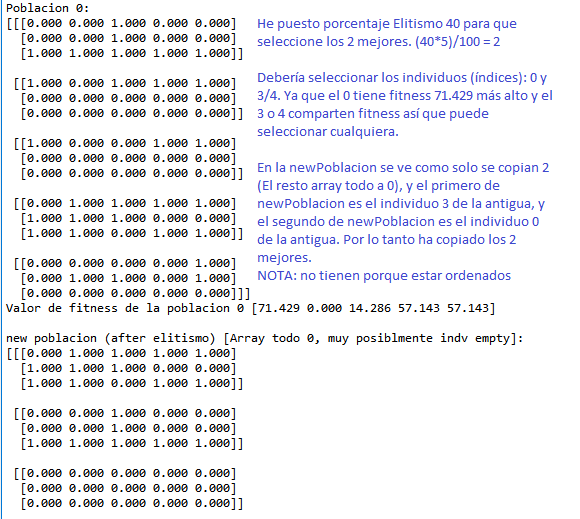 Poblacion 0:
[[[0.000 0.000 1.000 0.000 0.000]
[0.000 0.000 1.000 0.000 0.000]
[1.000 1.000 1.000 1.000 1.000]]
[[1.000 0.000 1.000 1.000 1.000]
[0.000 0.000 0.000 0.000 0.000]
[0.000 0.000 0.000 0.000 0.000]]
[[1.000 0.000 0.000 1.000 1.000]
[0.000 0.000 0.000 0.000 0.000]
[0.000 0.000 0.000 0.000 0.000]]
[[0.000 1.000 1.000 1.000 1.000]
[1.000 1.000 1.000 0.000 0.000]
[1.000 1.000 0.000 1.000 1.000]]
[[0.000 0.000 0.000 0.000 1.000]
[0.000 1.000 1.000 0.000 1.000]
[0.000 0.000 0.000 0.000 0.000]]]
He puesto porcentaje Elitismo 40 para que
seleccione los 2 mejores. (40*5)/100 = 2
Debería seleccionar los individuos (índices): 0 y
3/4. Ya que el 0 tiene fitness 71.429 más alto y el
3 o 4 comparten fitness así que puede
seleccionar cualquiera.
En la newPoblacion se ve como solo se copian 2
(El resto array todo a 0), y el primero de
newPoblacion es el individuo 3 de la antigua, y
el segundo de newPoblacion es el individuo 0
de la antigua. Por lo tanto ha copiado los 2
mejores.
NOTA: no tienen porque estar ordenados
Valor de fitness de la poblacion 0 [71.429 0.000 14.286 57.143 57.143]
new poblacion (after elitismo) [Array todo 0, muy posiblmente indv empty]:
[[[0.000 1.000 1.000 1.000 1.000]
[1.000 1.000 1.000 0.000 0.000]
[1.000 1.000 0.000 1.000 1.000]]
[[0.000 0.000 1.000 0.000 0.000]
[0.000 0.000 1.000 0.000 0.000]
[1.000 1.000 1.000 1.000 1.000]]
[[0.000 0.000 0.000 0.000 0.000]
[0.000 0.000 0.000 0.000 0.000]
[0.000 0.000 0.000 0.000 0.000]]